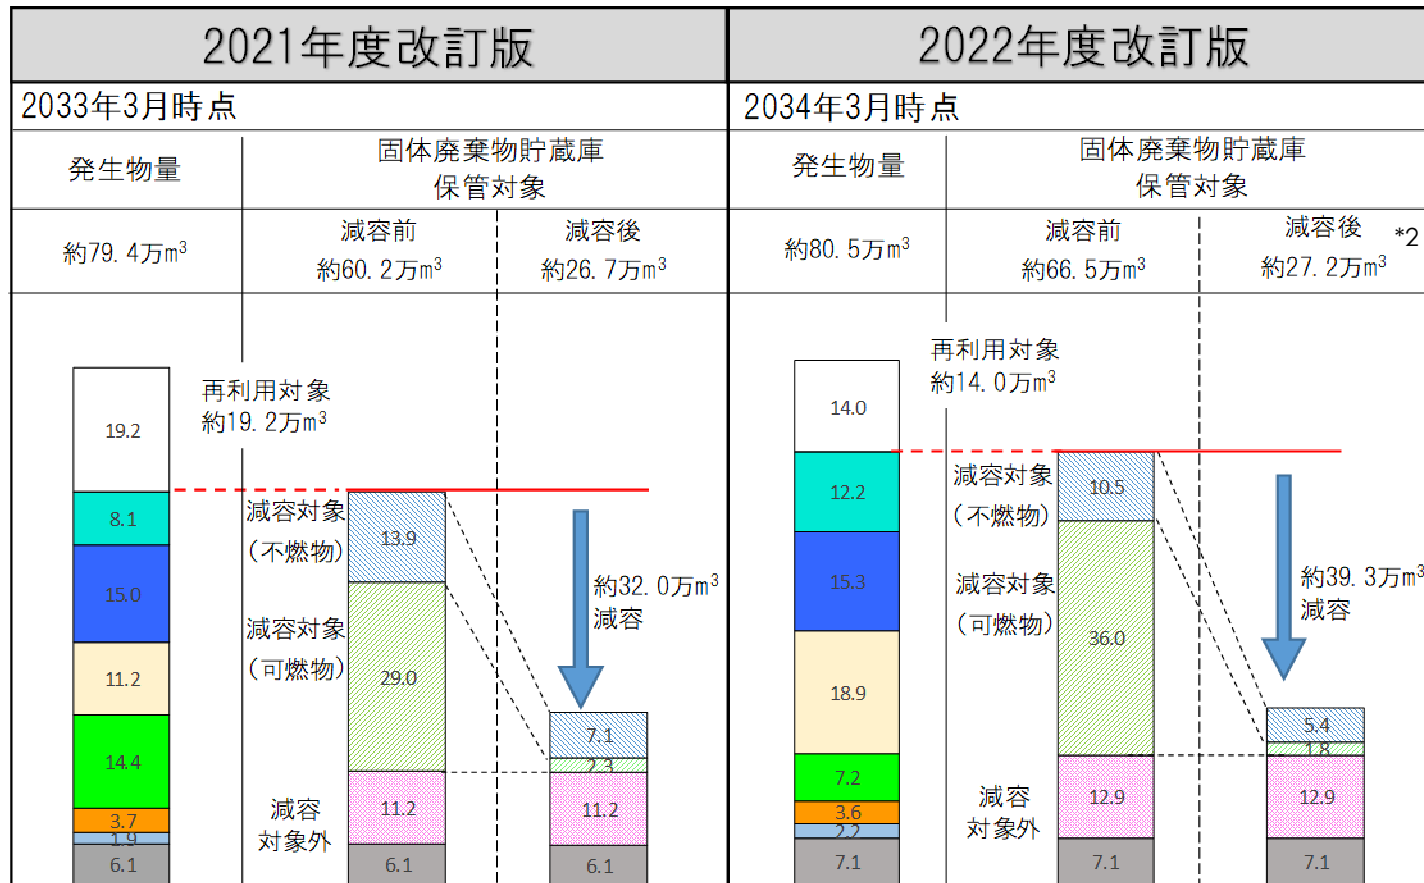 2021年度改訂版
2033年3月時点
発生物量
固体廃棄物貯蔵庫
保管対象
約79.4万m³
減容前
約60.2万m³
減容後
約26.7万m³
再利用対象
約19.2万m³
19.2
8.1
15.0
11.2
14.4
3.7
1.9
6.1
減容対象
(不燃物)
減容対象
(可燃物)
減容
対象外
13.9
29.0
11.2
6.1
約32.0万m³
減容
7.1
2.3
11.2
6.1
2022年度改訂版
2034年3月時点
発生物量
固体廃棄物貯蔵庫
保管対象
約80.5万m³
減容前
約66.5万m³
減容後
約27.2万m³
*2
再利用対象
約14.0万m³
14.0
12.2
15.3
18.9
7.2
3.6
2.2
7.1
減容対象
(不燃物)
減容対象
(可燃物)
減容
対象外
10.5
36.0
12.9
7.1
約39.3万m³
減容
5.4
1.8
12.9
7.1